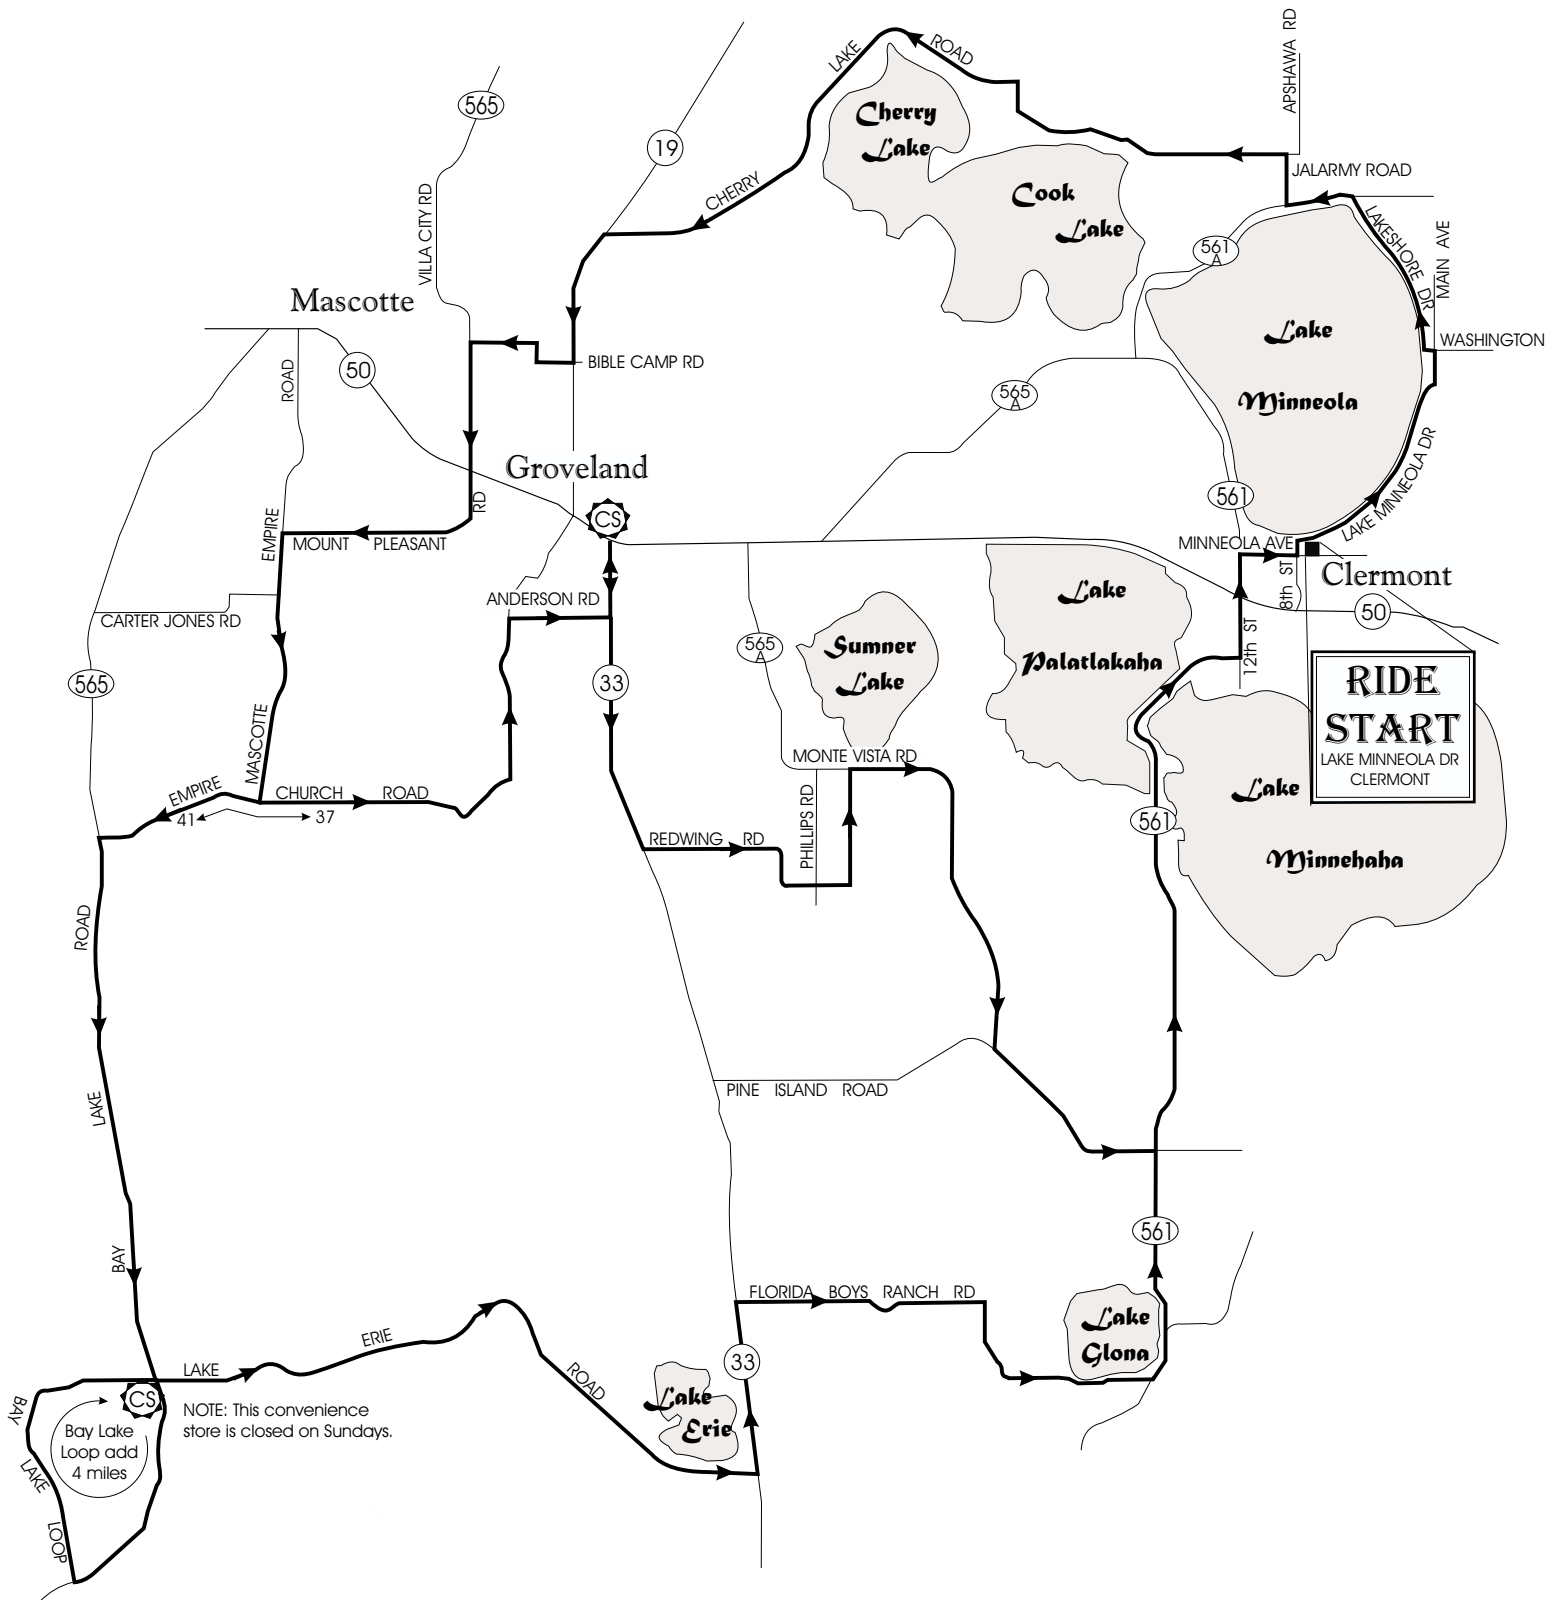 APSHAWA RD
LAKE
ROAD
565
19
Cherry
Lake
Cook
Lake
JALARMY ROAD
VILLA CITY RD
CHERRY
561
A
LAKESHORE DR
MAIN AVE
Mascotte
Lake
Minneola
WASHINGTON
ROAD
50
BIBLE CAMP RD
565
A
Groveland
RD
CS
561
LAKE MINNEOLA DR
EMPIRE
MOUNT PLEASANT
MINNEOLA AVE
8th ST
Clermont
50
CARTER JONES RD
ANDERSON RD
Lake
Palatlakaha
12th ST
565
A
Sumner
Lake
565
33
RIDE
START
LAKE MINNEOLA DR
CLERMONT
MASCOTTE
MONTE VISTA RD
EMPIRE
CHURCH ROAD
41
37
PHILLIPS RD
REDWING RD
561
Lake
Minnehaha
ROAD
LAKE
PINE ISLAND ROAD
BAY
561
FLORIDA BOYS RANCH RD
Lake
Glona
ERIE
LAKE
33
ROAD
Lake
Erie
CS
NOTE: This convenience
store is closed on Sundays.
BAY
Bay Lake
Loop add
4 miles
LAKE
LOOP